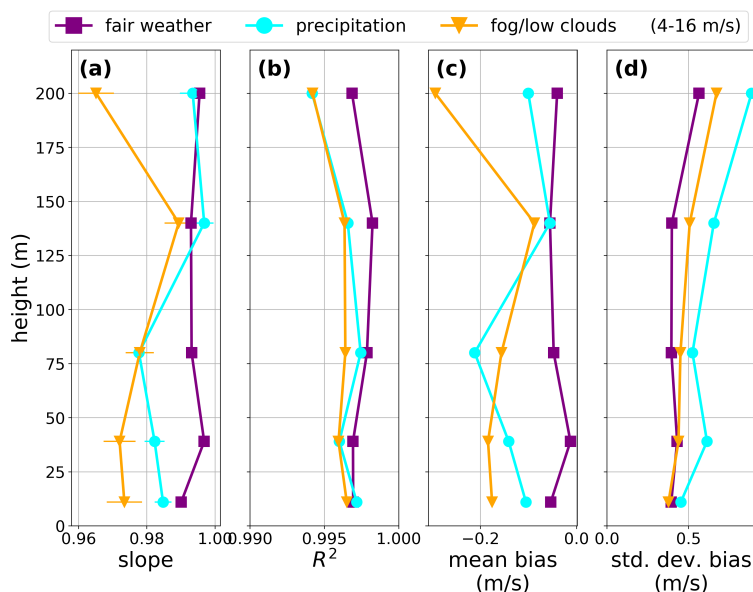 fair weather precipitation fog/low clouds (4-16 m/s)
(a) (b) (c) (d)
200
175
150
125
100
75
50
25
0
height (m)
0.96 0.98 1.00 0.990 0.995 1.000 −0.2 0.0 0.0 0.5
slope R² mean bias std. dev. bias
(m/s) (m/s)